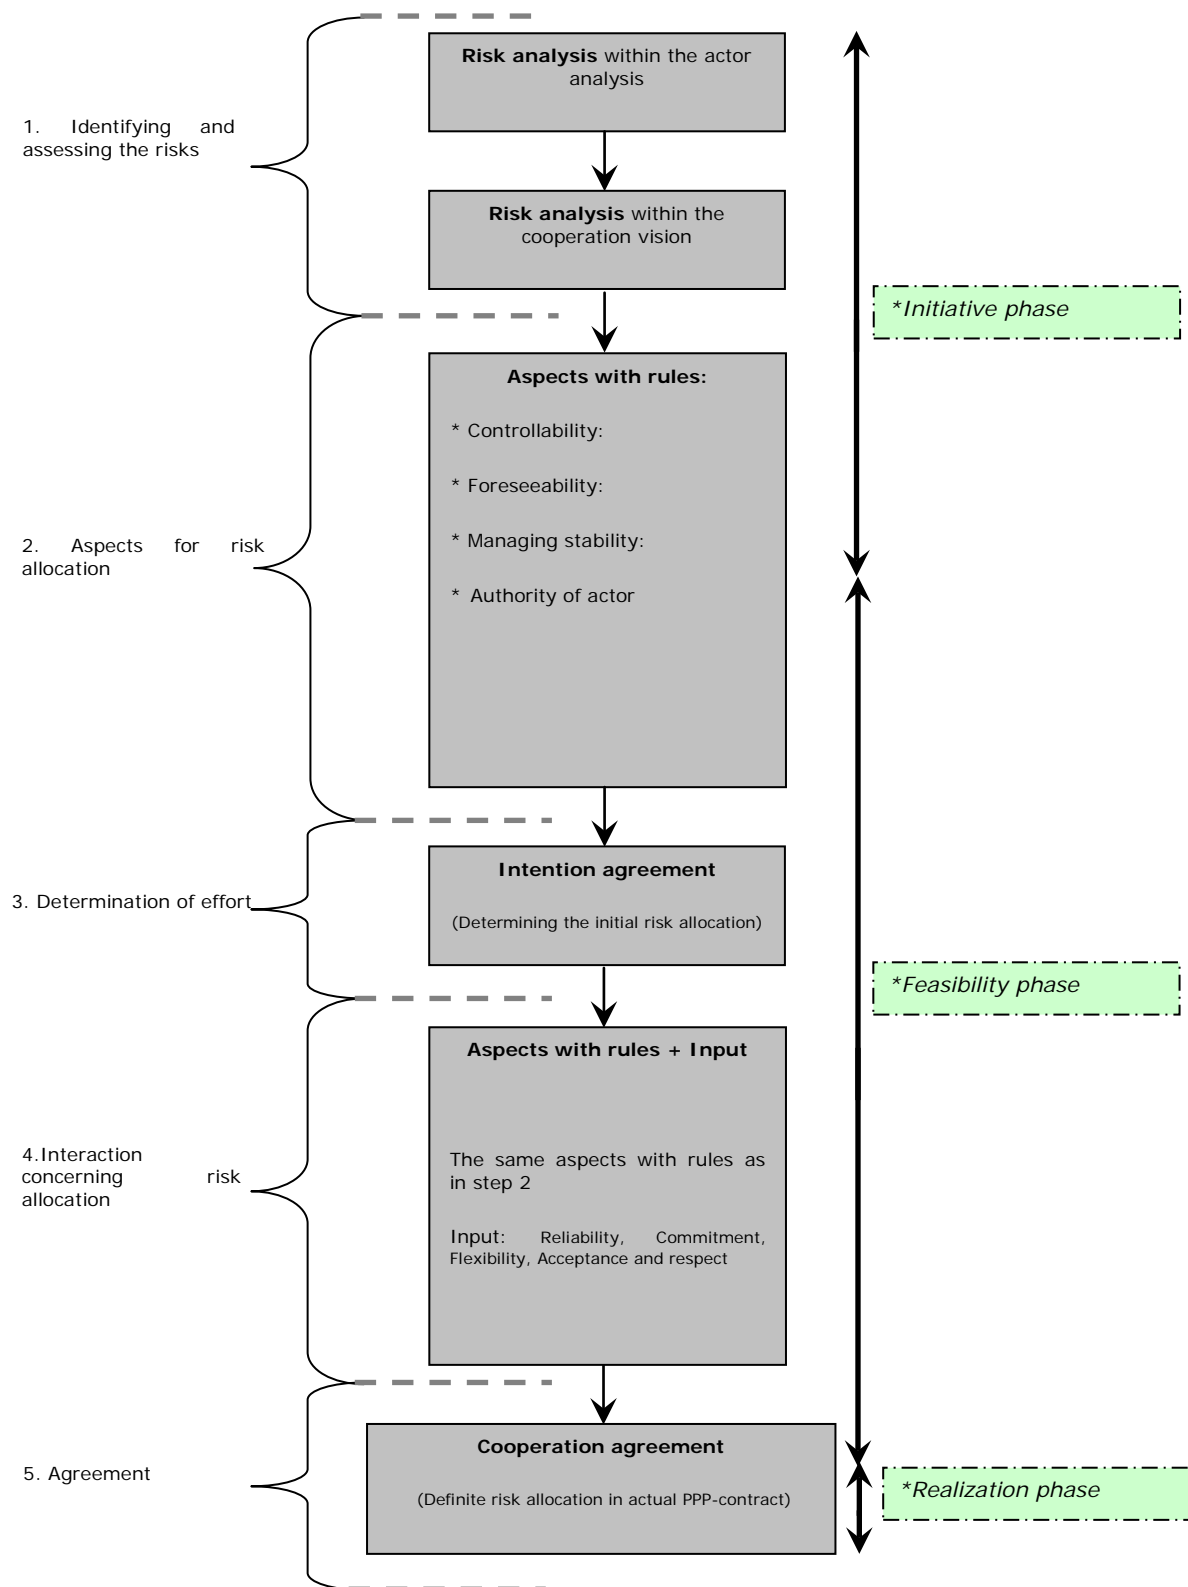 Risk analysis within the actor
analysis
1. Identifying and
assessing the risks
Risk analysis within the
cooperation vision
*Initiative phase
Aspects with rules:
* Controllability:
* Foreseeability:
* Managing stability:
* Authority of actor
2. Aspects for risk
allocation
Intention agreement
(Determining the initial risk allocation)
3. Determination of effort
*Feasibility phase
Aspects with rules + Input
The same aspects with rules as
in step 2
Input: Reliability, Commitment,
Flexibility, Acceptance and respect
4.Interaction
concerning risk
allocation
Cooperation agreement
(Definite risk allocation in actual PPP-contract)
5. Agreement
*Realization phase